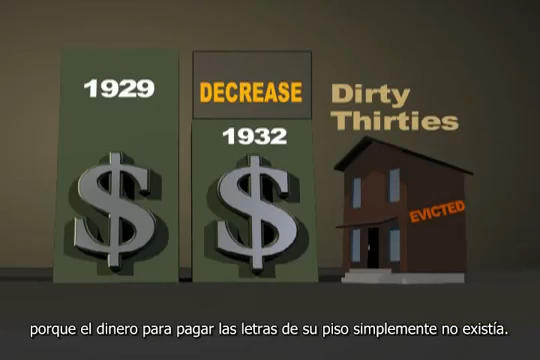 1929
DECREASE
1932
Dirty
Thirties
EVICTED
$
$
porque el dinero para pagar las letras de su piso simplemente no existía.